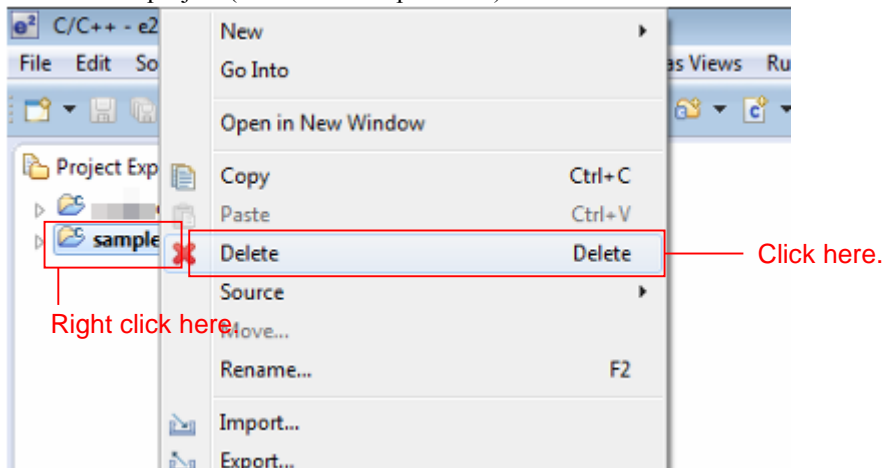 C/C++ - e2
File Edit So
as Views Ru
Project Exp
sample
New
Go Into
Open in New Window
Copy Ctrl+C
Paste Ctrl+V
Delete Delete
Source
Move...
Rename... F2
Import...
Export...
Click here.
Right click here.